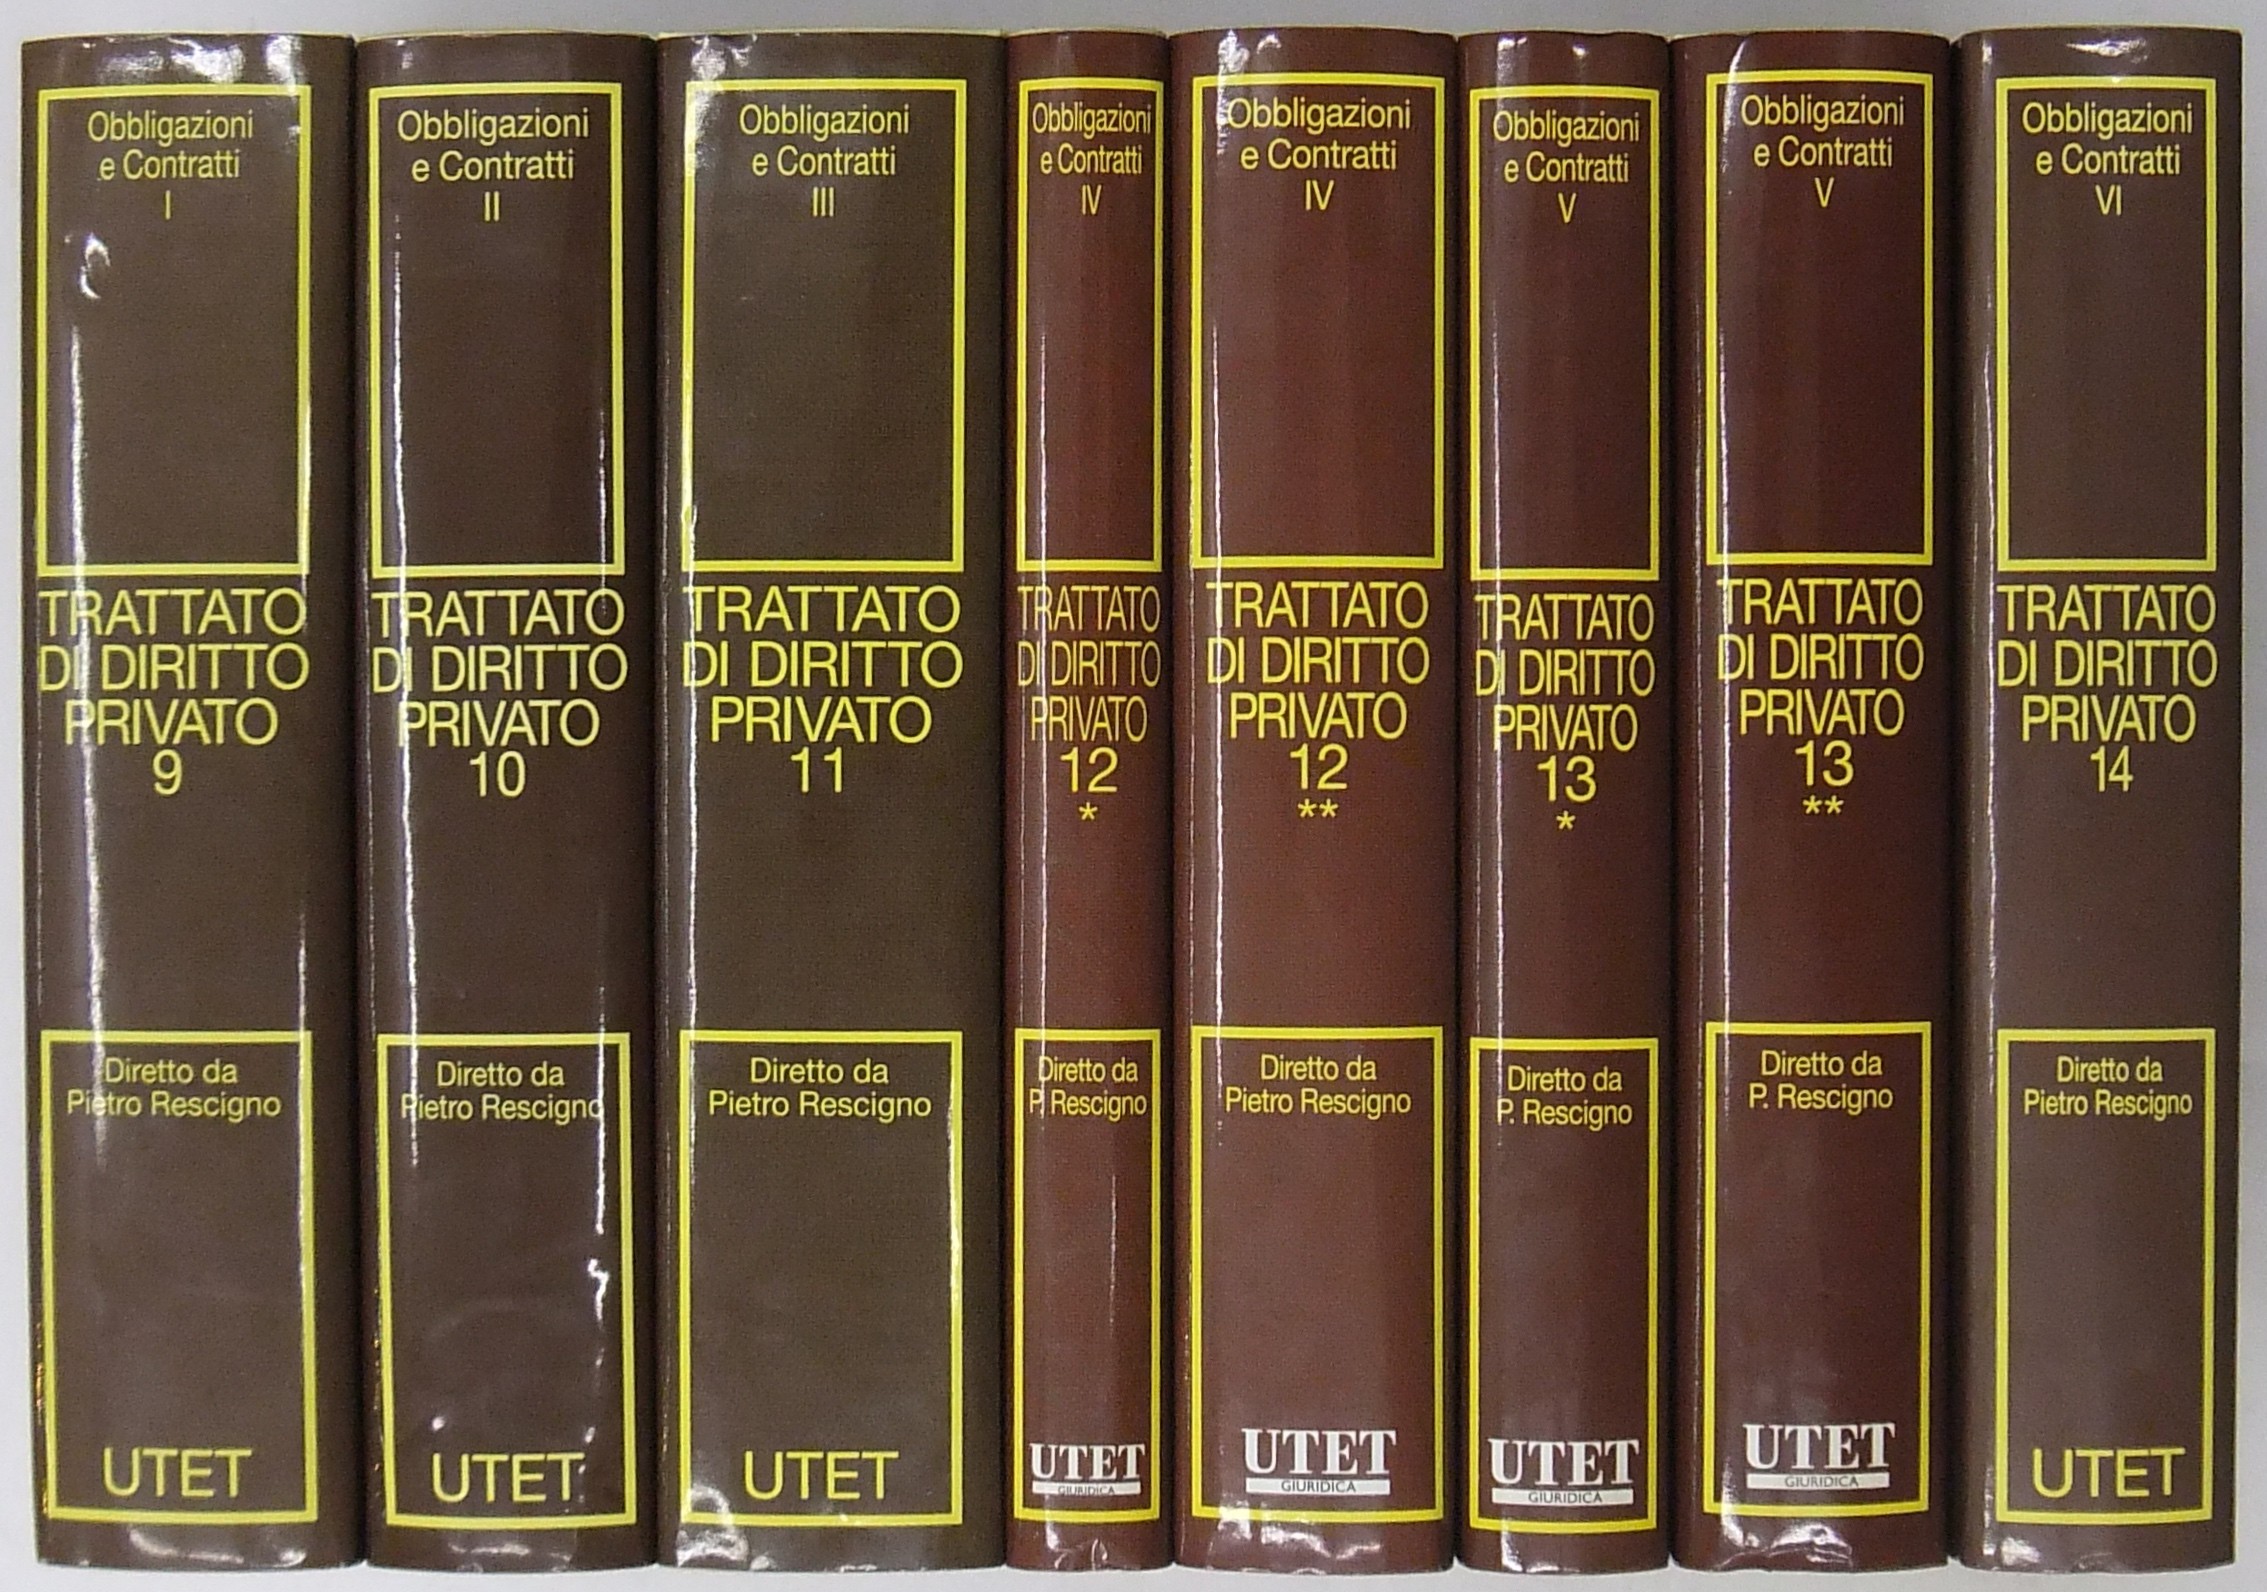 Obbligazioni
e Contratti
I
TRATTATO
DI DIRITTO
PRIVATO
9
Diretto da
Pietro Rescigno
UTET
Obbligazioni
e Contratti
II
TRATTATO
DI DIRITTO
PRIVATO
10
Diretto da
Pietro Rescigno
UTET
Obbligazioni
e Contratti
III
TRATTATO
DI DIRITTO
PRIVATO
11
Diretto da
Pietro Rescigno
UTET
Obbligazioni
e Contratti
IV
TRATTATO
DI DIRITTO
PRIVATO
12
*
Diretto da
P. Rescigno
UTET
GIURIDICA
Obbligazioni
e Contratti
IV
TRATTATO
DI DIRITTO
PRIVATO
12
**
Diretto da
Pietro Rescigno
UTET
GIURIDICA
Obbligazioni
e Contratti
V
TRATTATO
DI DIRITTO
PRIVATO
13
*
Diretto da
P. Rescigno
UTET
GIURIDICA
Obbligazioni
e Contratti
V
TRATTATO
DI DIRITTO
PRIVATO
13
**
Diretto da
P. Rescigno
UTET
GIURIDICA
Obbligazioni
e Contratti
VI
TRATTATO
DI DIRITTO
PRIVATO
14
Diretto da
Pietro Rescigno
UTET